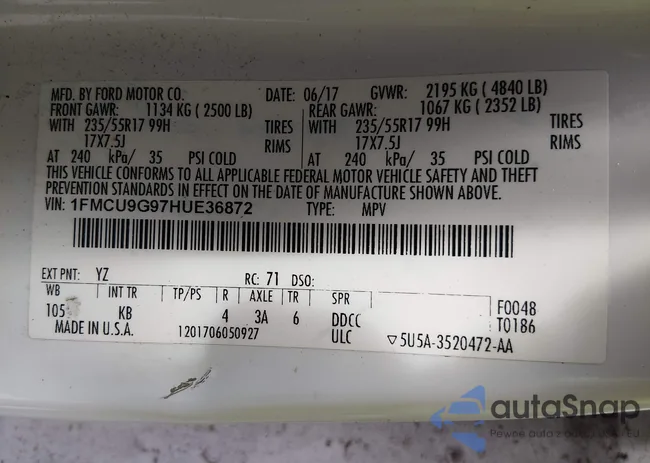 MFD. BY FORD MOTOR CO. DATE: 06/17 GVWR: 2195 KG ( 4840 LB)
FRONT GAWR: 1134 KG ( 2500 LB) REAR GAWR: 1067 KG ( 2352 LB)
WITH 235/55R17 99H TIRES WITH 235/55R17 99H TIRES
17X7.5J RIMS 17X7.5J RIMS
AT 240 kPa/ 35 PSI COLD AT 240 kPa/ 35 PSI COLD
THIS VEHICLE CONFORMS TO ALL APPLICABLE FEDERAL MOTOR VEHICLE SAFETY AND THEFT
PREVENTION STANDARDS IN EFFECT ON THE DATE OF MANUFACTURE SHOWN ABOVE.
VIN: 1FMCU9G97HUE36872 TYPE: MPV
EXT PNT: YZ RC: 71 DSO:
WB INT TR TP/PS R AXLE TR SPR F0048
105 KB 4 3A 6 DDCC T0186
MADE IN U.S.A. 1201706050927 ULC ▽5U5A-3520472-AA
autaSnap
Pewne auto z
EU